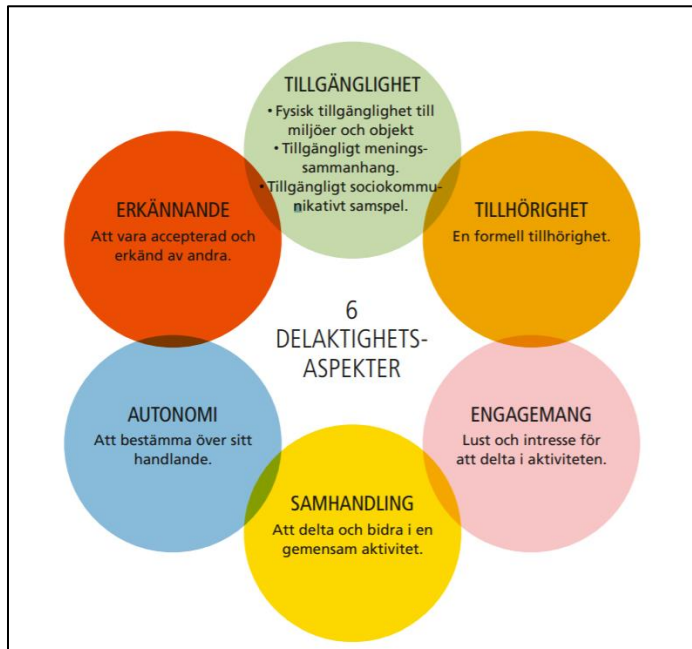 TILLGÄNGLIGHET
• Fysisk tillgänglighet till
miljöer och objekt
• Tillgängligt menings-
sammanhang.
• Tillgängligt sociokommu-
nikativt samspel.
TILLHÖRIGHET
En formell tillhörighet.
ENGAGEMANG
Lust och intresse för
att delta i aktiviteten.
SAMHANDLING
Att delta och bidra i en
gemensam aktivitet.
AUTONOMI
Att bestämma över sitt
handlande.
ERKÄNNANDE
Att vara accepterad och
erkänd av andra.
6
DELAKTIGHETS-
ASPEKTER